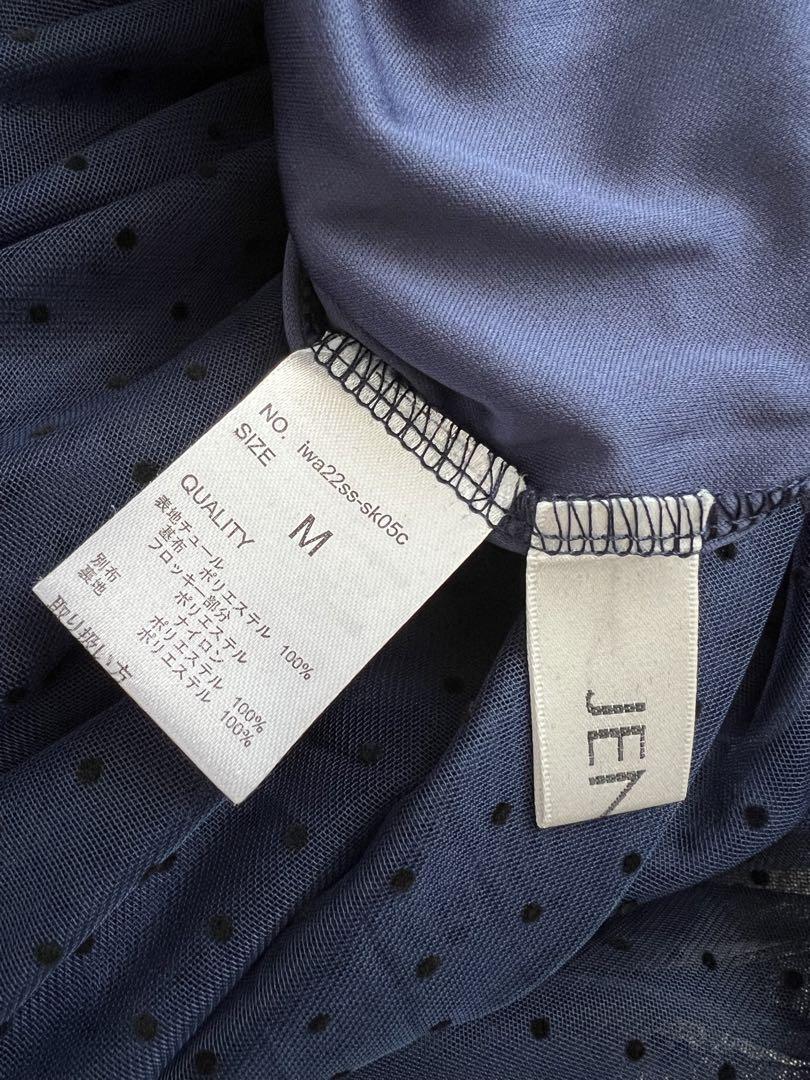 NO. iwa22ss-sk05c
SIZE M
QUALITY
表地チュール
基布 ポリエステル 100%
フロッキー部分
ポリエステル
ナイロン
別布 ポリエステル 100%
裏地 ポリエステル 100%
取り扱い方
JEN